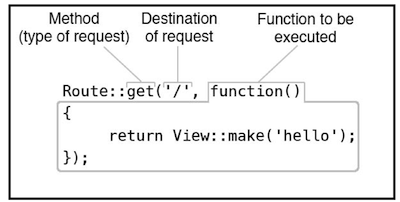 Method Destination Function to be
(type of request) of request executed
Route::get('/', function()
{
return View::make('hello');
});